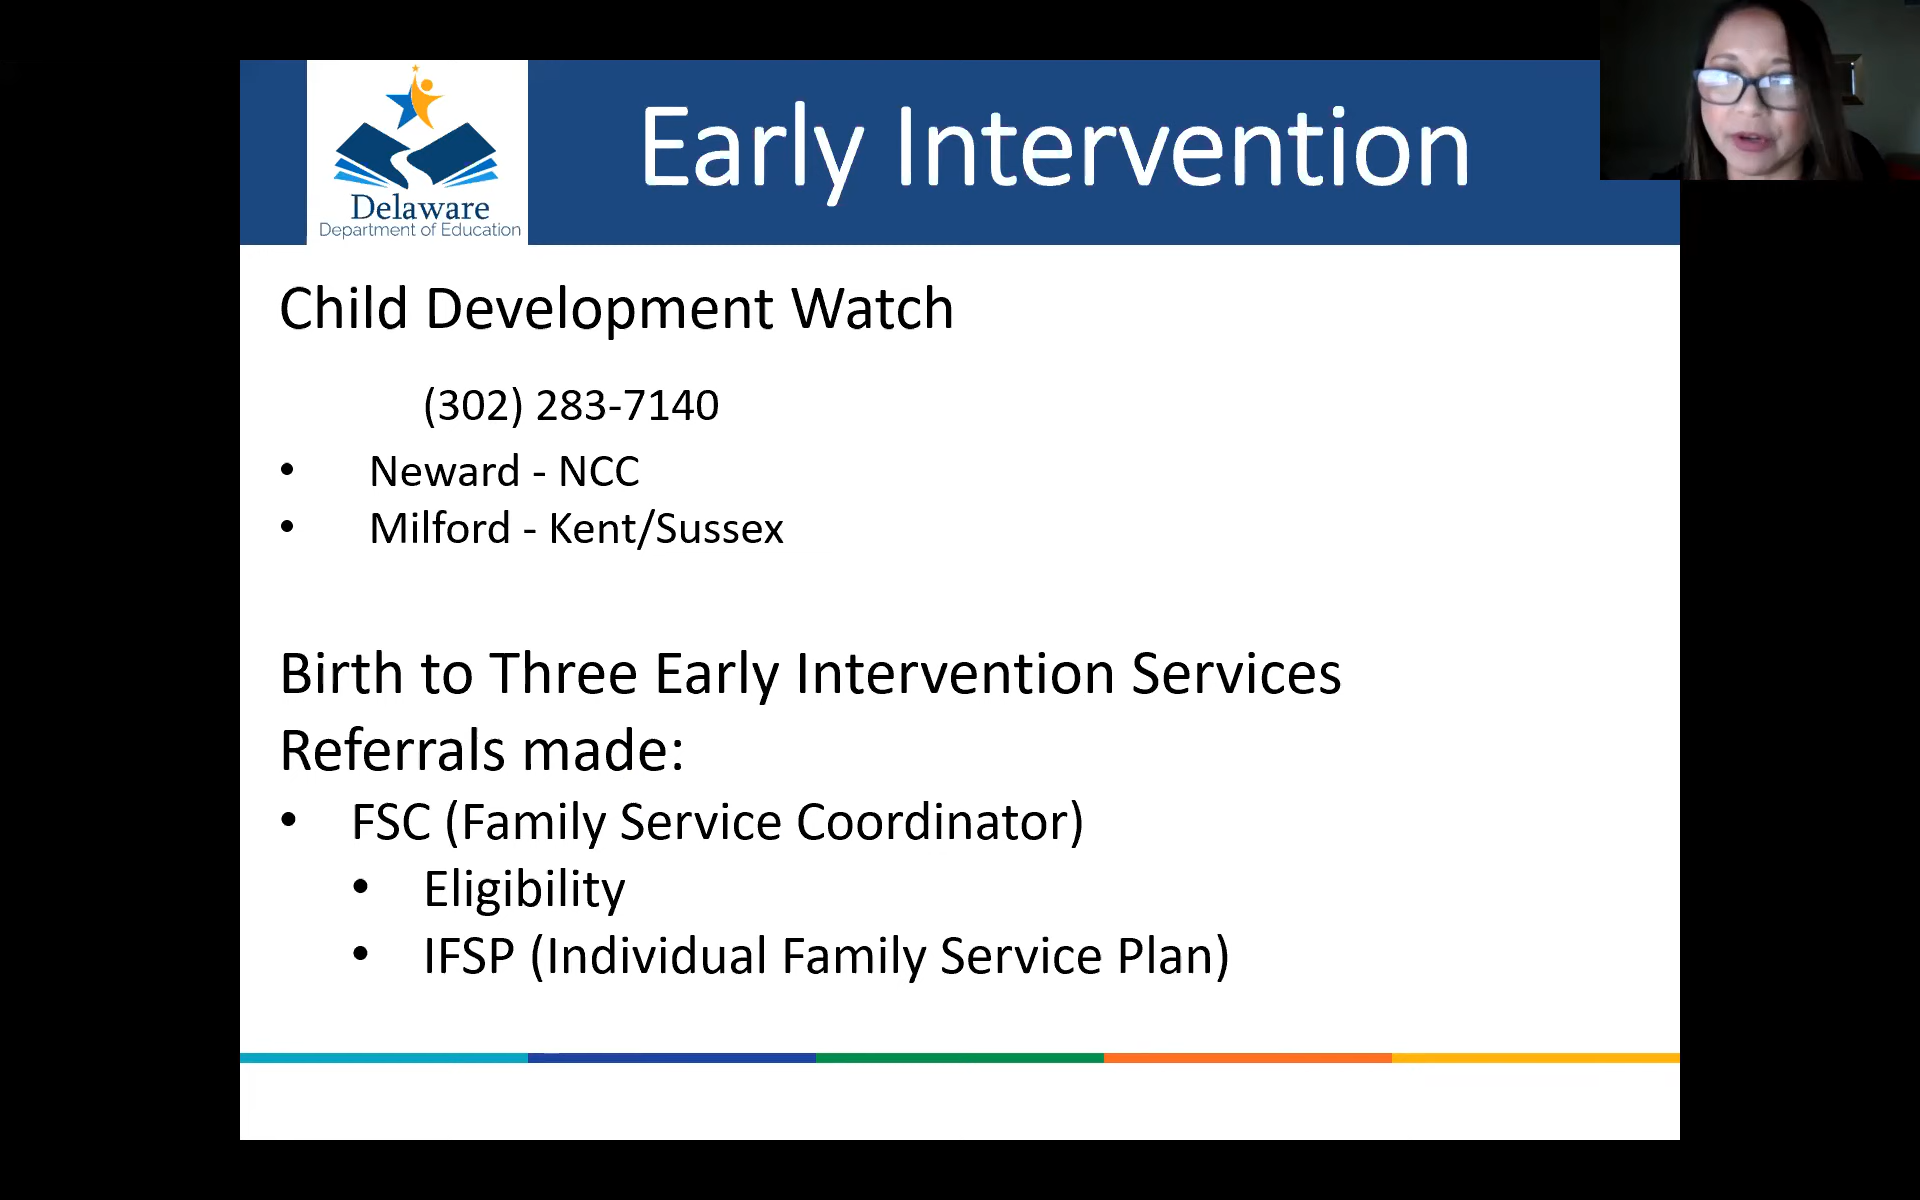 Early Intervention
Delaware
Department of Education
Child Development Watch
(302) 283-7140
• Neward - NCC
• Milford - Kent/Sussex
Birth to Three Early Intervention Services
Referrals made:
• FSC (Family Service Coordinator)
• Eligibility
• IFSP (Individual Family Service Plan)